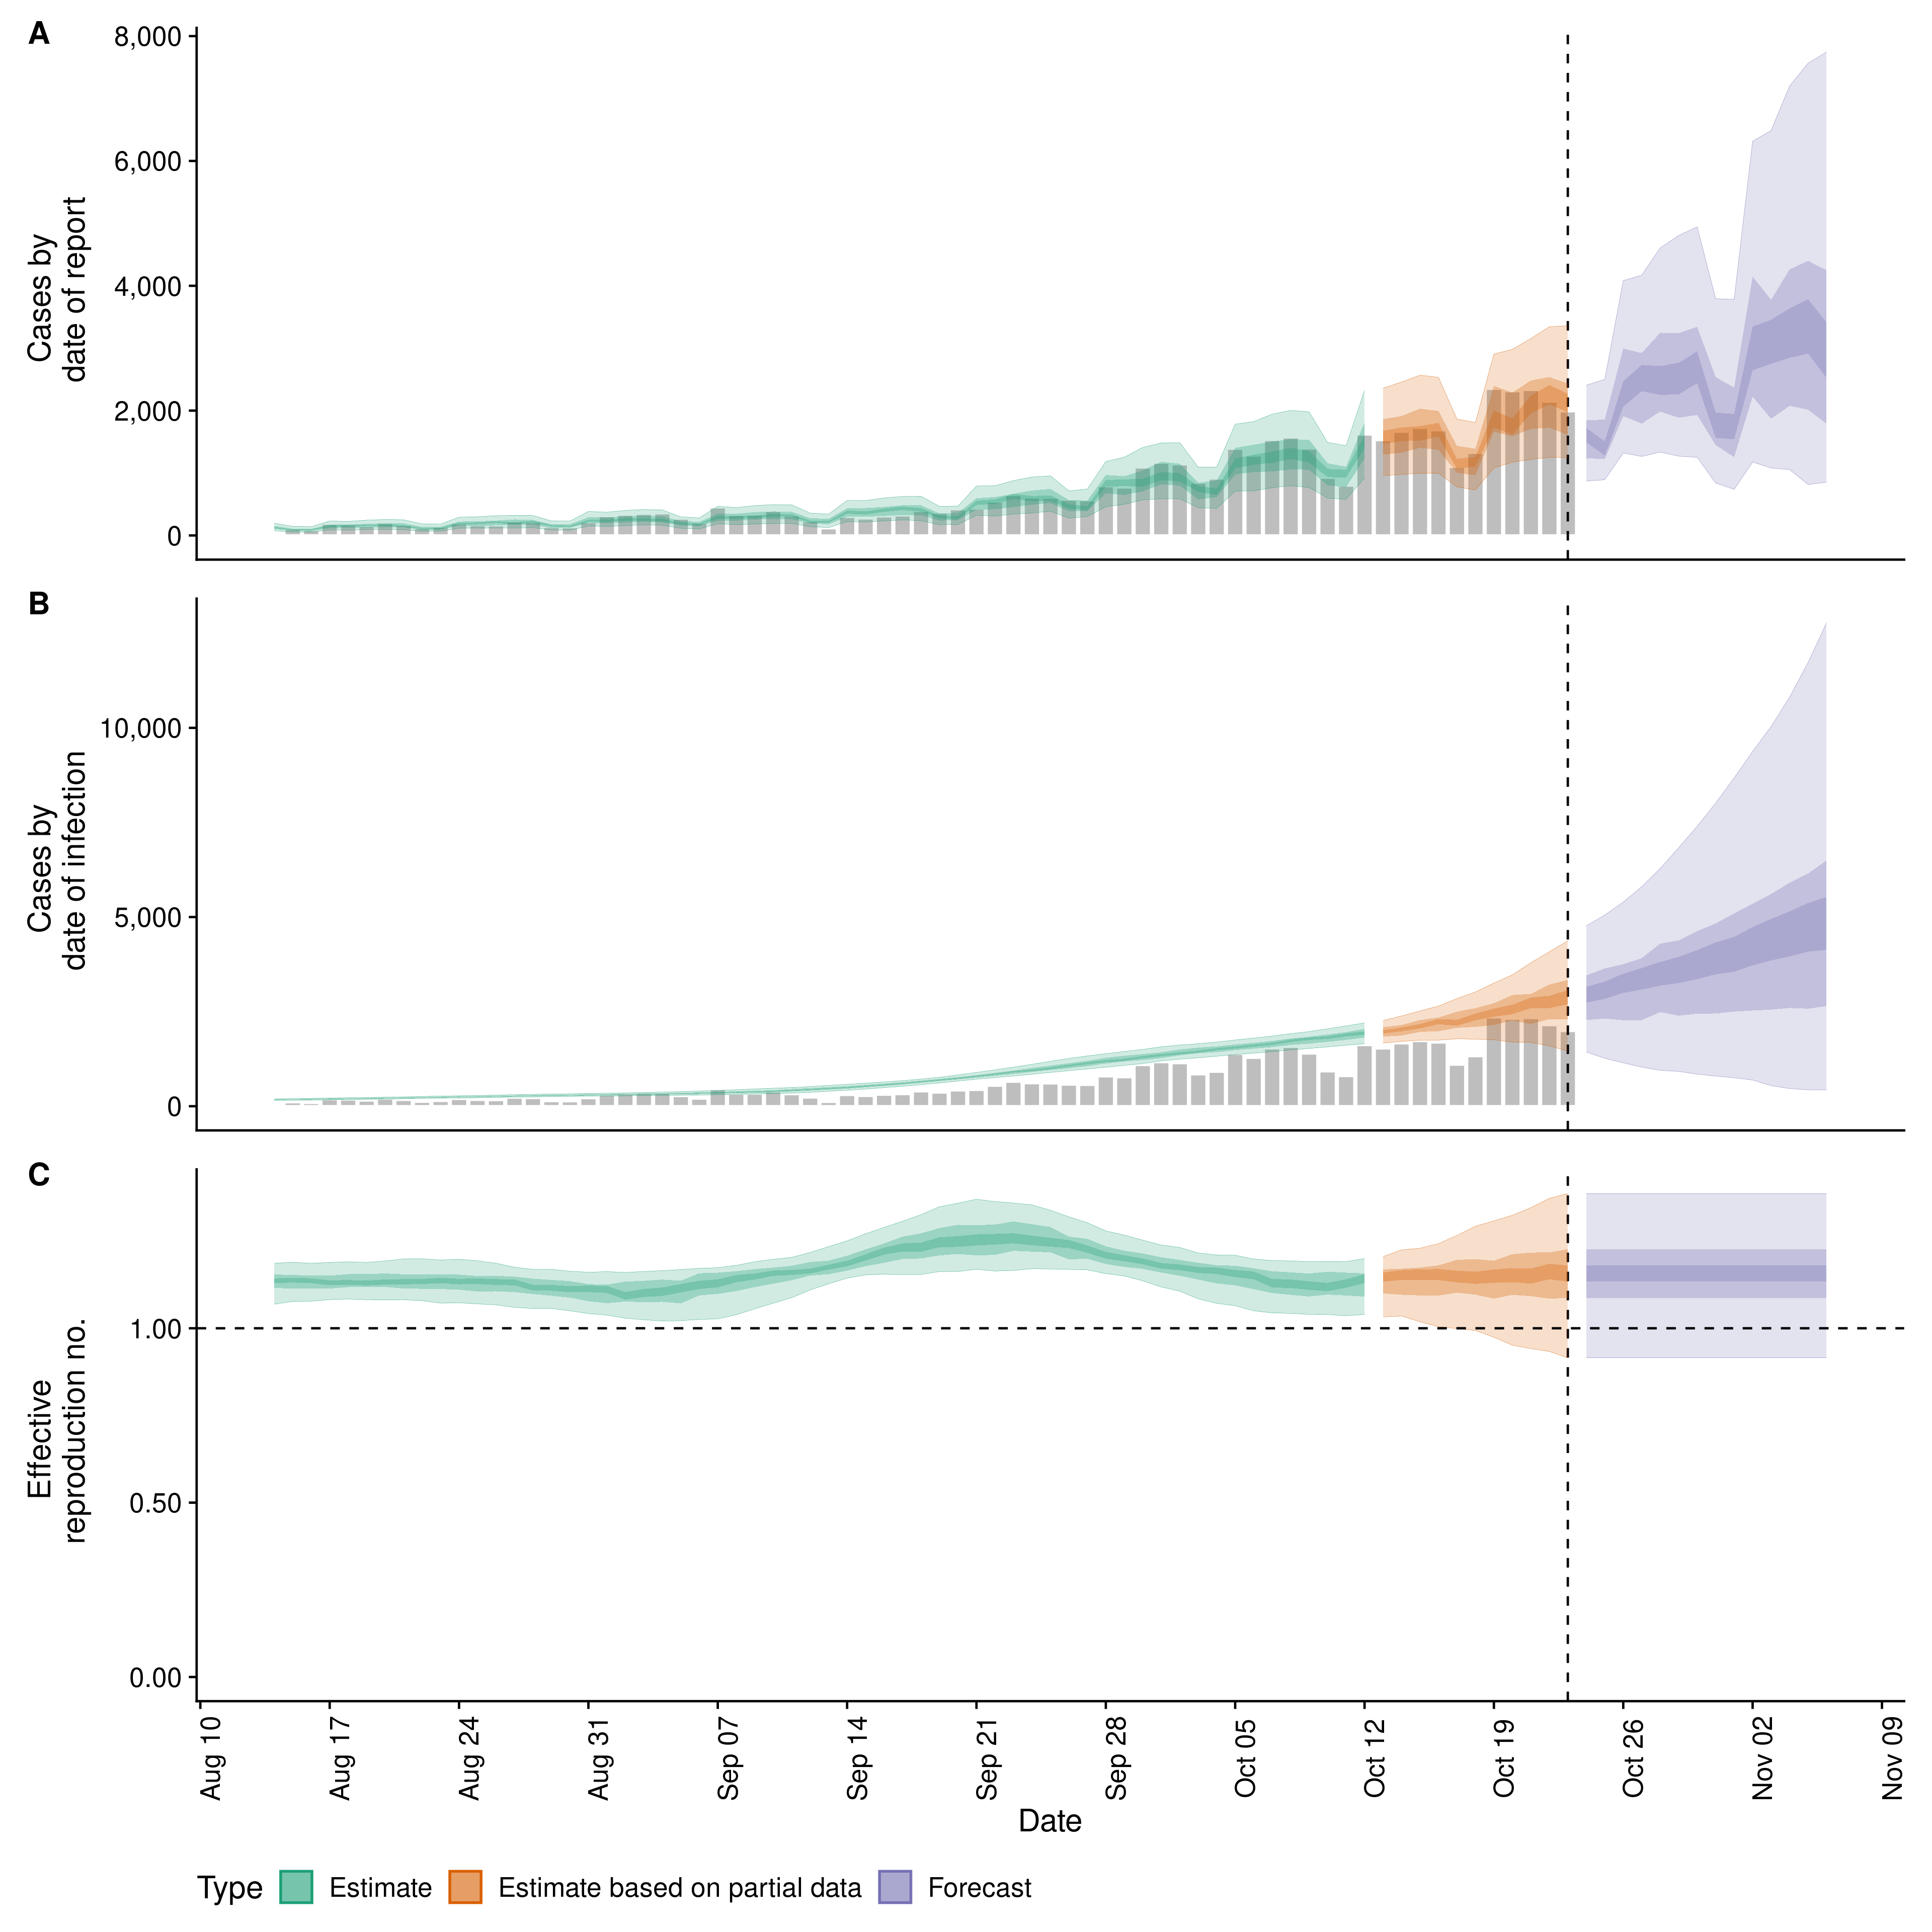 A
8,000
6,000
4,000
2,000
0
Cases by
date of report
B
10,000
5,000
0
Cases by
date of infection
C
1.00
0.50
0.00
Effective
reproduction no.
Aug 10
Aug 17
Aug 24
Aug 31
Sep 07
Sep 14
Sep 21
Sep 28
Oct 05
Oct 12
Oct 19
Oct 26
Nov 02
Nov 09
Date
Type
Estimate
Estimate based on partial data
Forecast